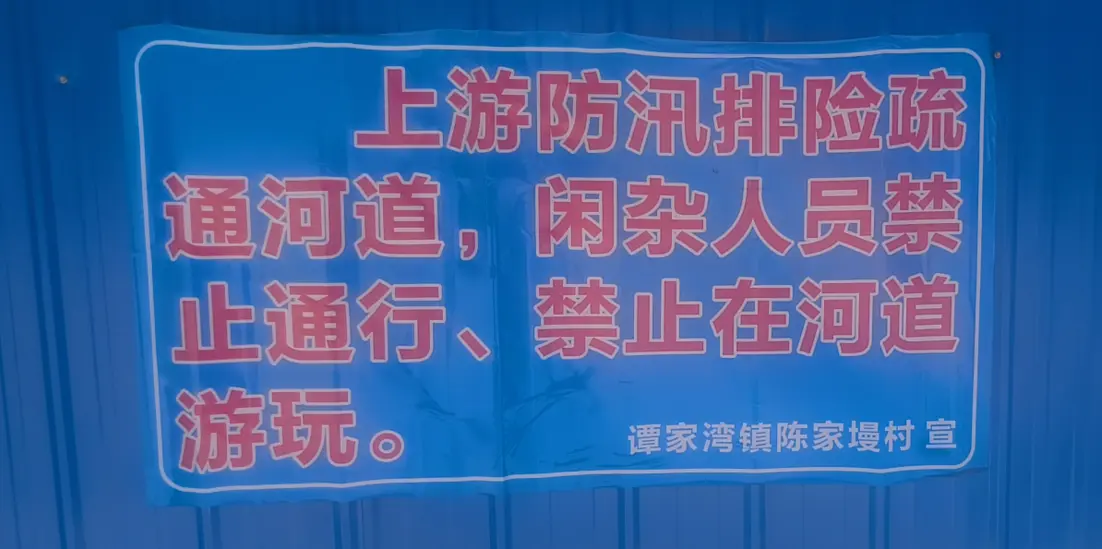 上游防汛排险疏
通河道，闲杂人员禁
止通行、禁止在河道
游玩。
谭家湾镇陈家墁村 宣